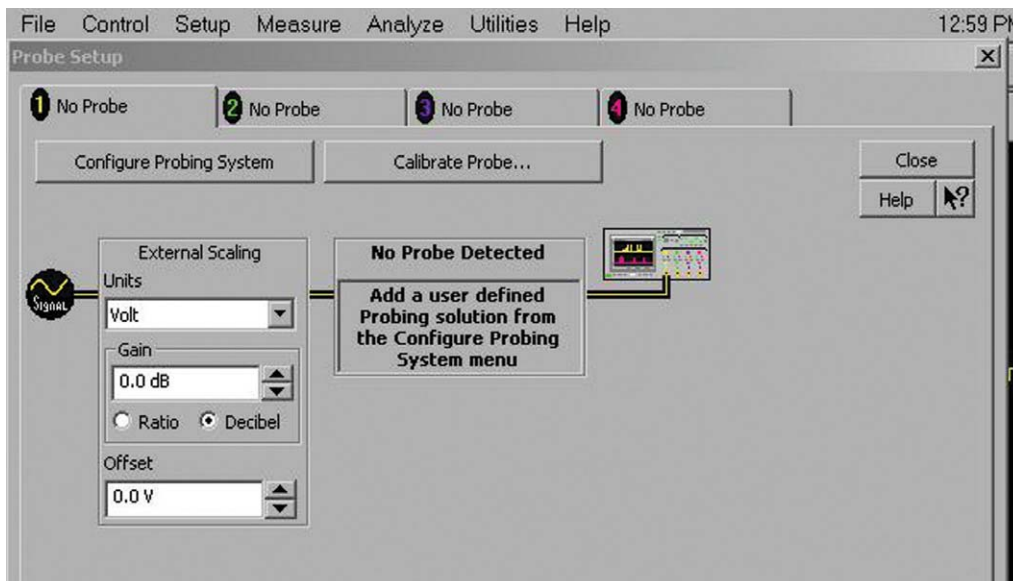 File Control Setup Measure Analyze Utilities Help 12:59 P
Probe Setup
1 No Probe 2 No Probe 3 No Probe 4 No Probe
Configure Probing System Calibrate Probe... Close
Help ?
External Scaling
Units
Volt
Gain
0.0 dB
Ratio Decibel
Offset
0.0 V
No Probe Detected
Add a user defined
Probing solution from
the Configure Probing
System menu
Signal